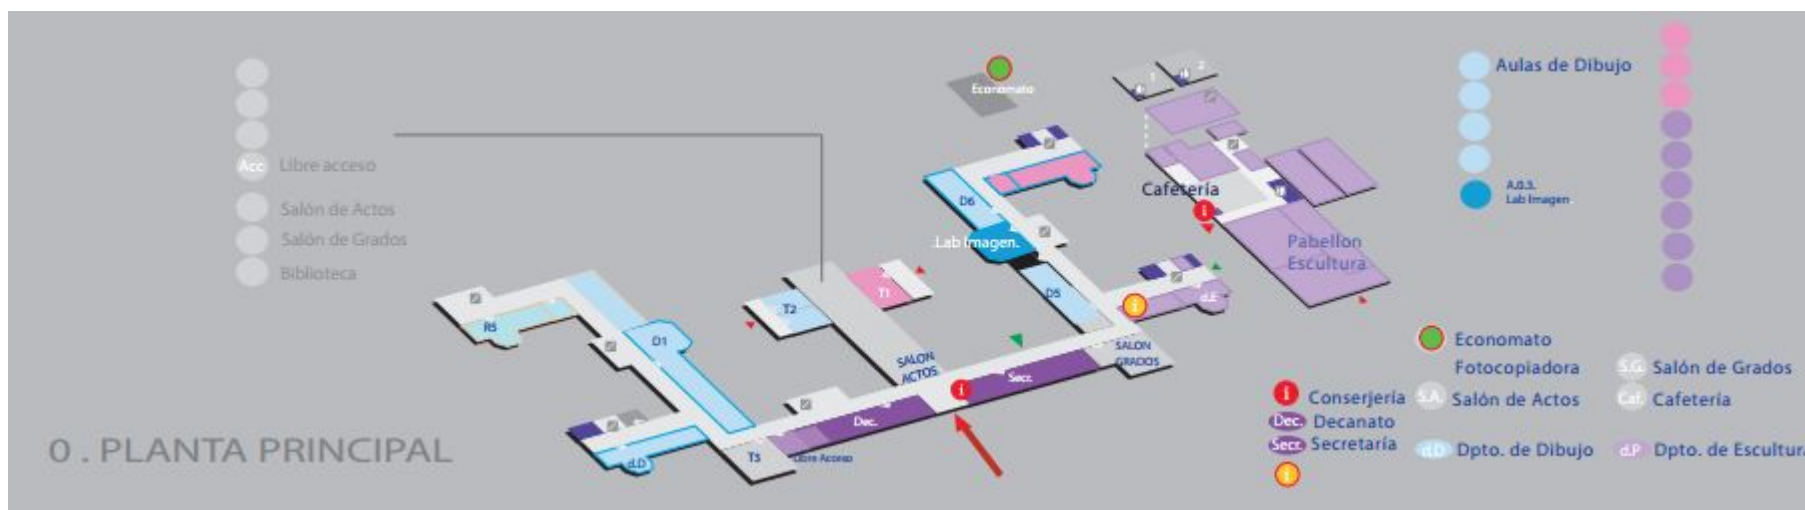 Economato
1
2
Aulas de Dibujo
Acc
Libre acceso
Salón de Actos
Salón de Grados
Biblioteca
A.0.3.
Lab Imagen.
D6
Cafetería
i
.Lab Imagen.
Pabellon
Escultura
T1
D5
d.E
i
T2
R5
D1
SALON
ACTOS
SALON
GRADOS
Secr.
i
Dec.
T3
Libre Acceso
d.D
0 . PLANTA PRINCIPAL
Economato
Fotocopiadora
S.G. Salón de Grados
i Conserjería
S.A. Salón de Actos
Caf. Cafetería
Dec. Decanato
Secr. Secretaría
d.D Dpto. de Dibujo
d.P Dpto. de Escultura
i